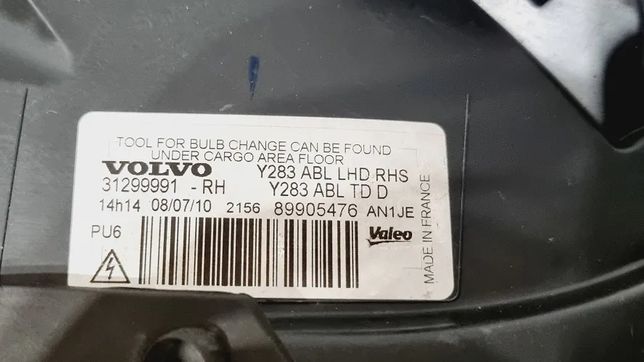 TOOL FOR BULB CHANGE CAN BE FOUND
UNDER CARGO AREA FLOOR
VOLVO Y283 ABL LHD RHS
31299991 -RH Y283 ABL TD D
14h14 08/07/10 2156 89905476 AN1JE
PU6
Valeo
MADE IN FRANCE